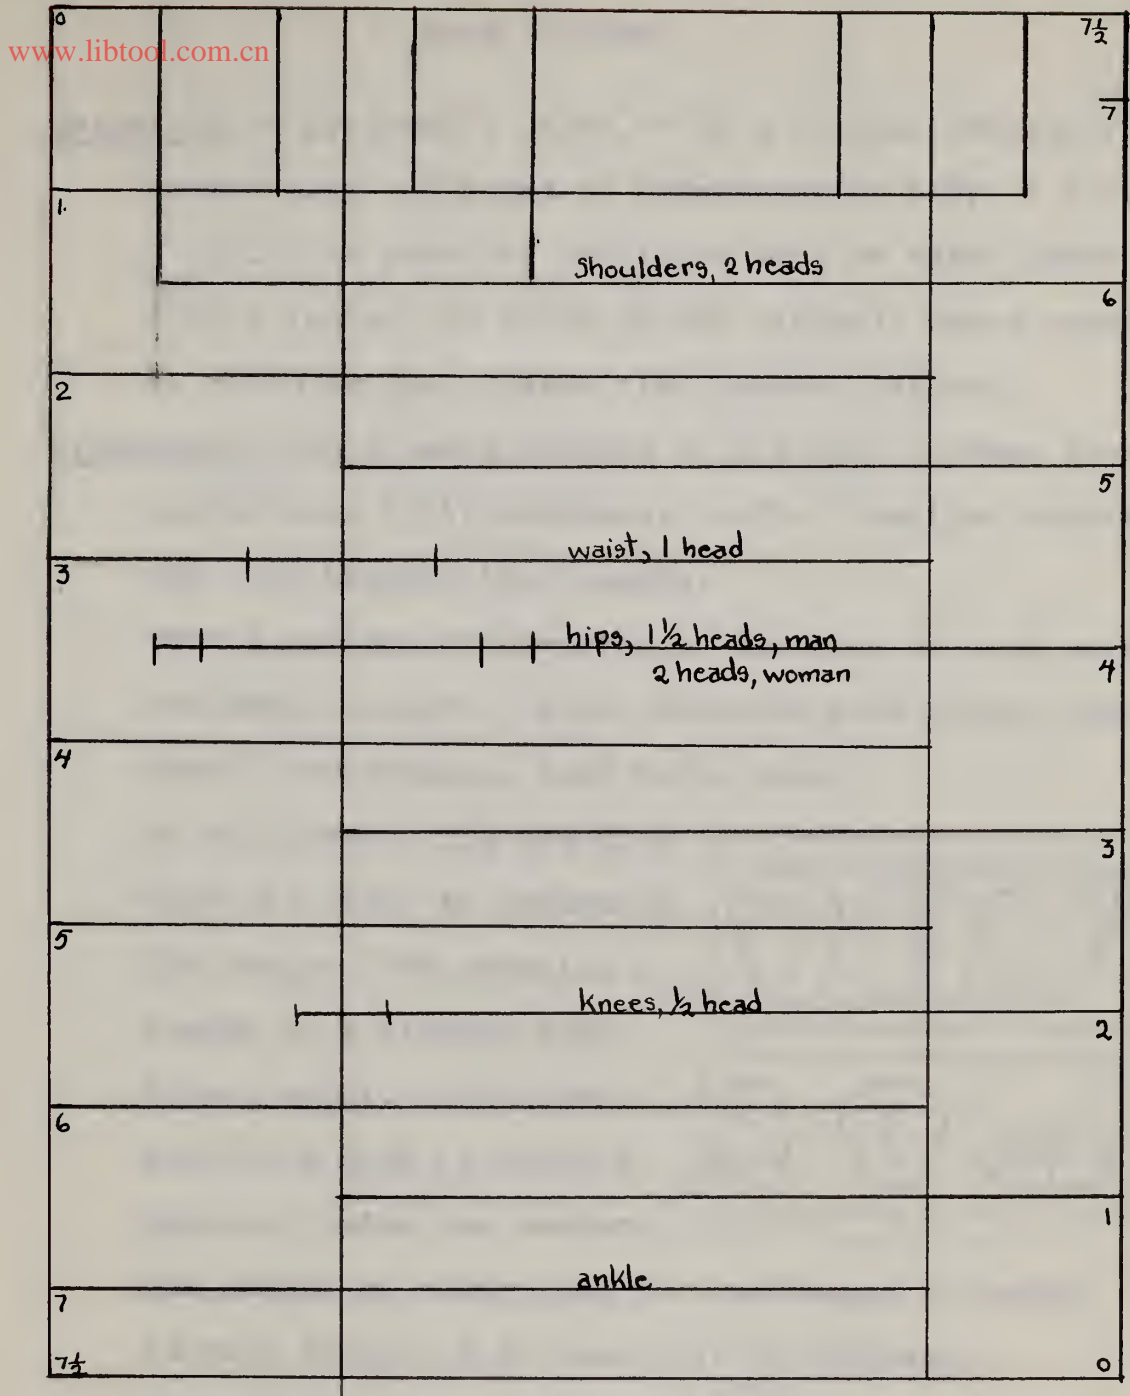 0
7½
www.libtool.com.cn
7
1.
Shoulders, 2 heads
6
2
5
waist, 1 head
3
hips, 1½ heads, man
4
2 heads, woman
4
3
5
Knees, ½ head
2
6
1
ankle
7
7½
0